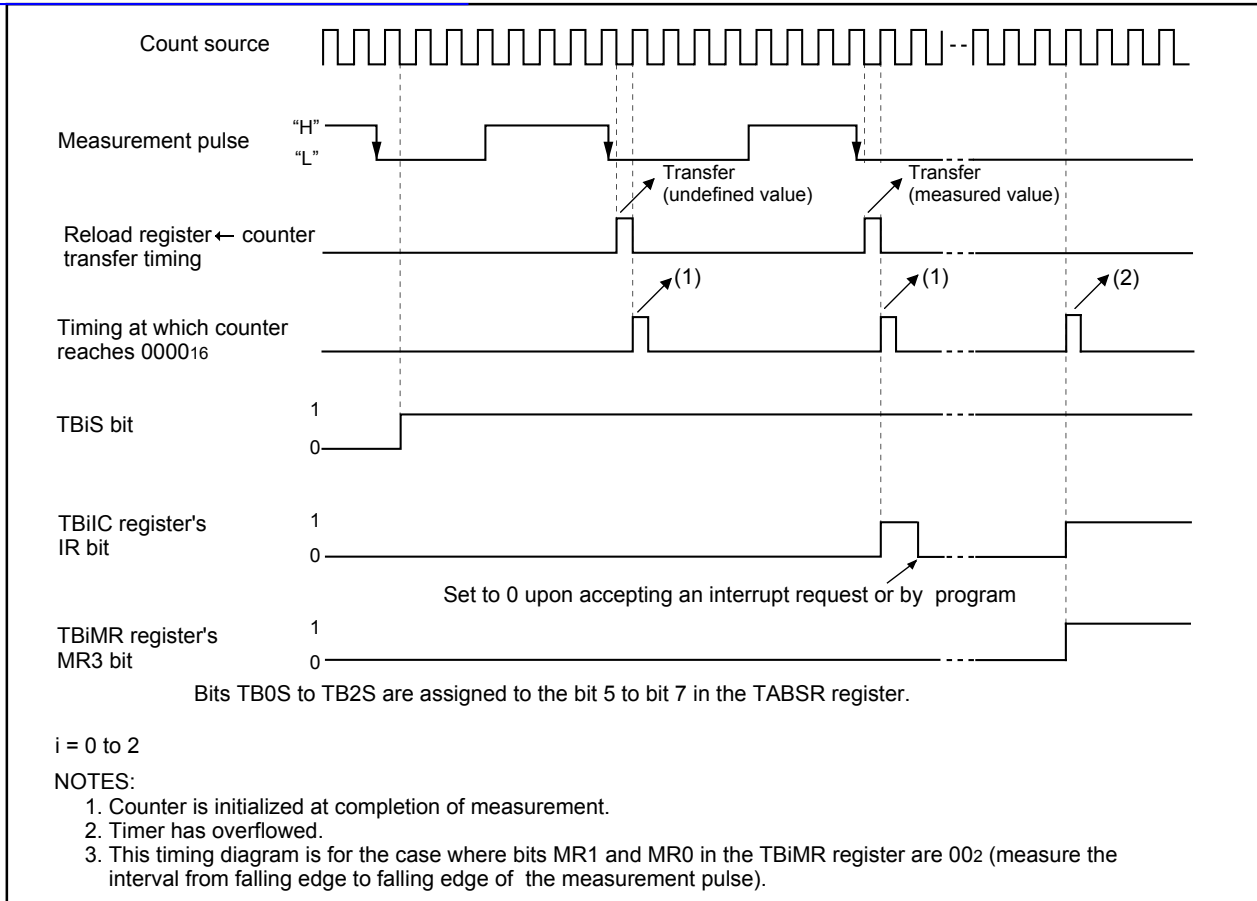 Count source
Measurement pulse
“H”
“L”
Transfer
(undefined value)
Transfer
(measured value)
Reload register ← counter
transfer timing
(1)
(1)
(2)
Timing at which counter
reaches 000016
TBiS bit
1
0
TBiIC register's
IR bit
1
0
Set to 0 upon accepting an interrupt request or by program
TBiMR register's
MR3 bit
1
0
Bits TB0S to TB2S are assigned to the bit 5 to bit 7 in the TABSR register.
i = 0 to 2
NOTES:
1. Counter is initialized at completion of measurement.
2. Timer has overflowed.
3. This timing diagram is for the case where bits MR1 and MR0 in the TBiMR register are 002 (measure the
interval from falling edge to falling edge of the measurement pulse).